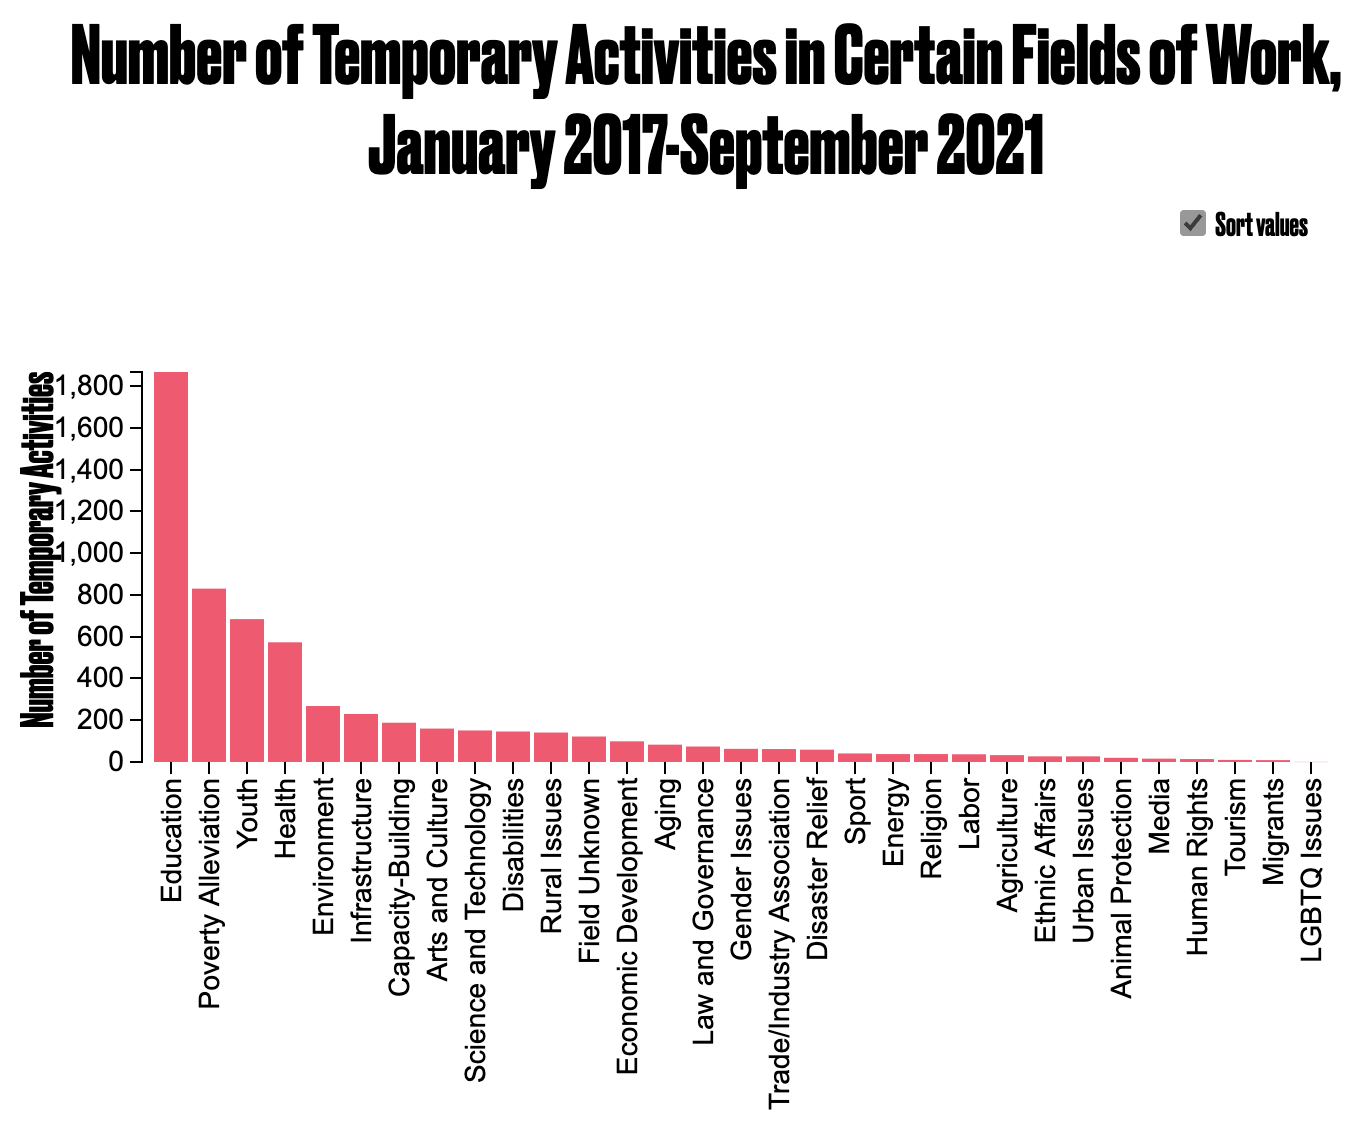 Number of Temporary Activities in Certain Fields of Work,
January 2017-September 2021
Sort values
Number of Temporary Activities
1,800
1,600
1,400
1,200
1,000
800
600
400
200
0
Education
Poverty Alleviation
Youth
Health
Environment
Infrastructure
Capacity-Building
Arts and Culture
Science and Technology
Disabilities
Rural Issues
Field Unknown
Economic Development
Aging
Law and Governance
Gender Issues
Trade/Industry Association
Disaster Relief
Sport
Energy
Religion
Labor
Agriculture
Ethnic Affairs
Urban Issues
Animal Protection
Media
Human Rights
Tourism
Migrants
LGBTQ Issues